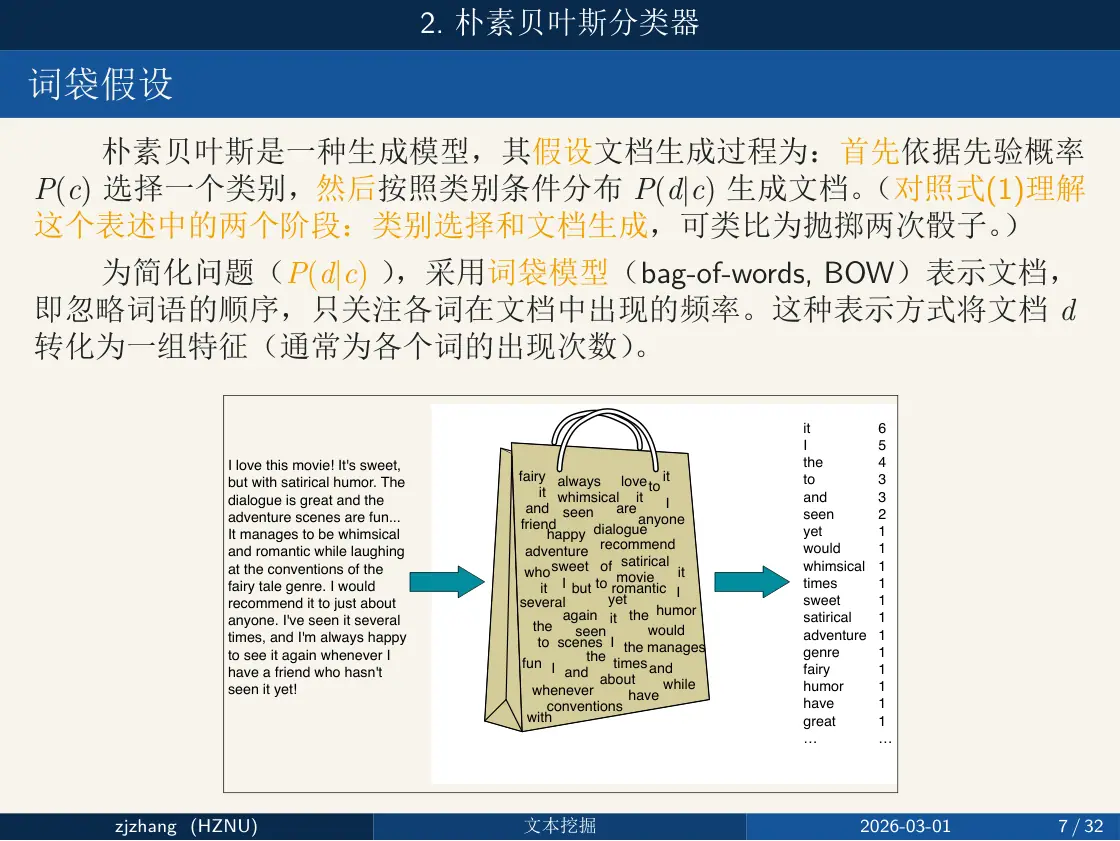 2. 朴素贝叶斯分类器
词袋假设
朴素贝叶斯是一种生成模型，其假设文档生成过程为：首先依据先验概率
P(c) 选择一个类别，然后按照类别条件分布 P(d|c) 生成文档。（对照式(1)理解
这个表述中的两个阶段：类别选择和文档生成，可类比为抛掷两次骰子。）
为简化问题（P(d|c) ），采用词袋模型（bag-of-words, BOW）表示文档，
即忽略词语的顺序，只关注各词在文档中出现的频率。这种表示方式将文档 d
转化为一组特征（通常为各个词的出现次数）。
I love this movie! It's sweet,
but with satirical humor. The
dialogue is great and the
adventure scenes are fun...
It manages to be whimsical
and romantic while laughing
at the conventions of the
fairy tale genre. I would
recommend it to just about
anyone. I've seen it several
times, and I'm always happy
to see it again whenever I
have a friend who hasn't
seen it yet!
fairy always love to it
it whimsical it I
and seen are anyone
friend happy dialogue
adventure recommend
who sweet of satirical
it I but to movie romantic I it
several yet
again it the humor
the seen would
to scenes I the manages
fun I and the times and
about while
whenever have
conventions
with
it 6
I 5
the 4
to 3
and 3
seen 2
yet 1
would 1
whimsical 1
times 1
sweet 1
satirical 1
adventure 1
genre 1
fairy 1
humor 1
have 1
great 1
… …
zjzhang (HZNU) 文本挖掘 2026-03-01 7 / 32